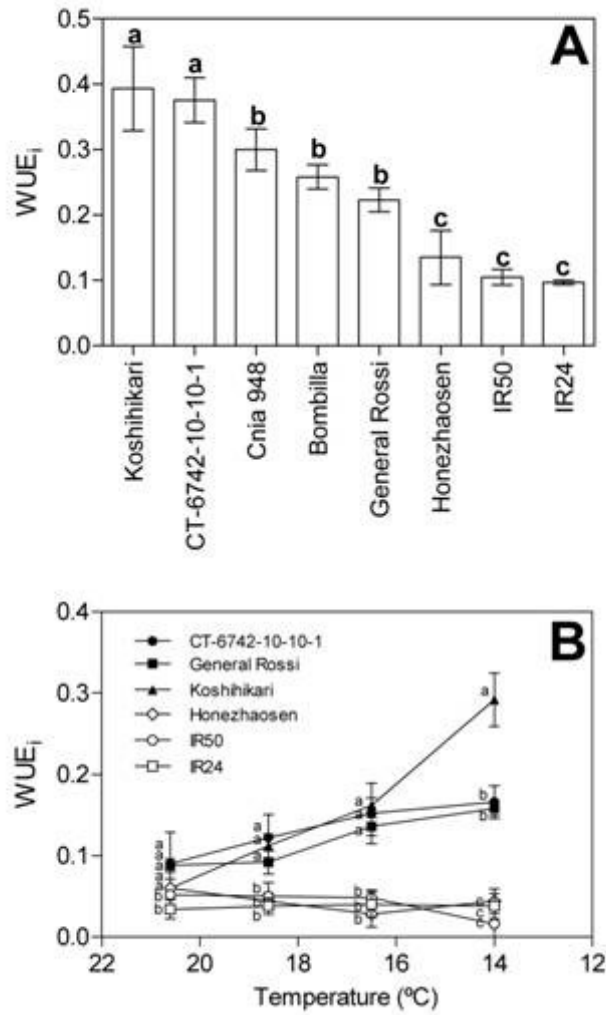 A
0.5
0.4
0.3
0.2
0.1
0.0
WUEi
a
a
b
b
b
c
c
c
Koshihikari
CT-6742-10-10-1
Cnia 948
Bombilla
General Rossi
Honezhaosen
IR50
IR24
B
0.4
0.3
0.2
0.1
0.0
WUEi
CT-6742-10-10-1
General Rossi
Koshihikari
Honezhaosen
IR50
IR24
a
a
a
a
a
b
a
a
a
b
b
a
a
a
b
b
a
b
b
c
c
22
20
18
16
14
12
Temperature (ºC)